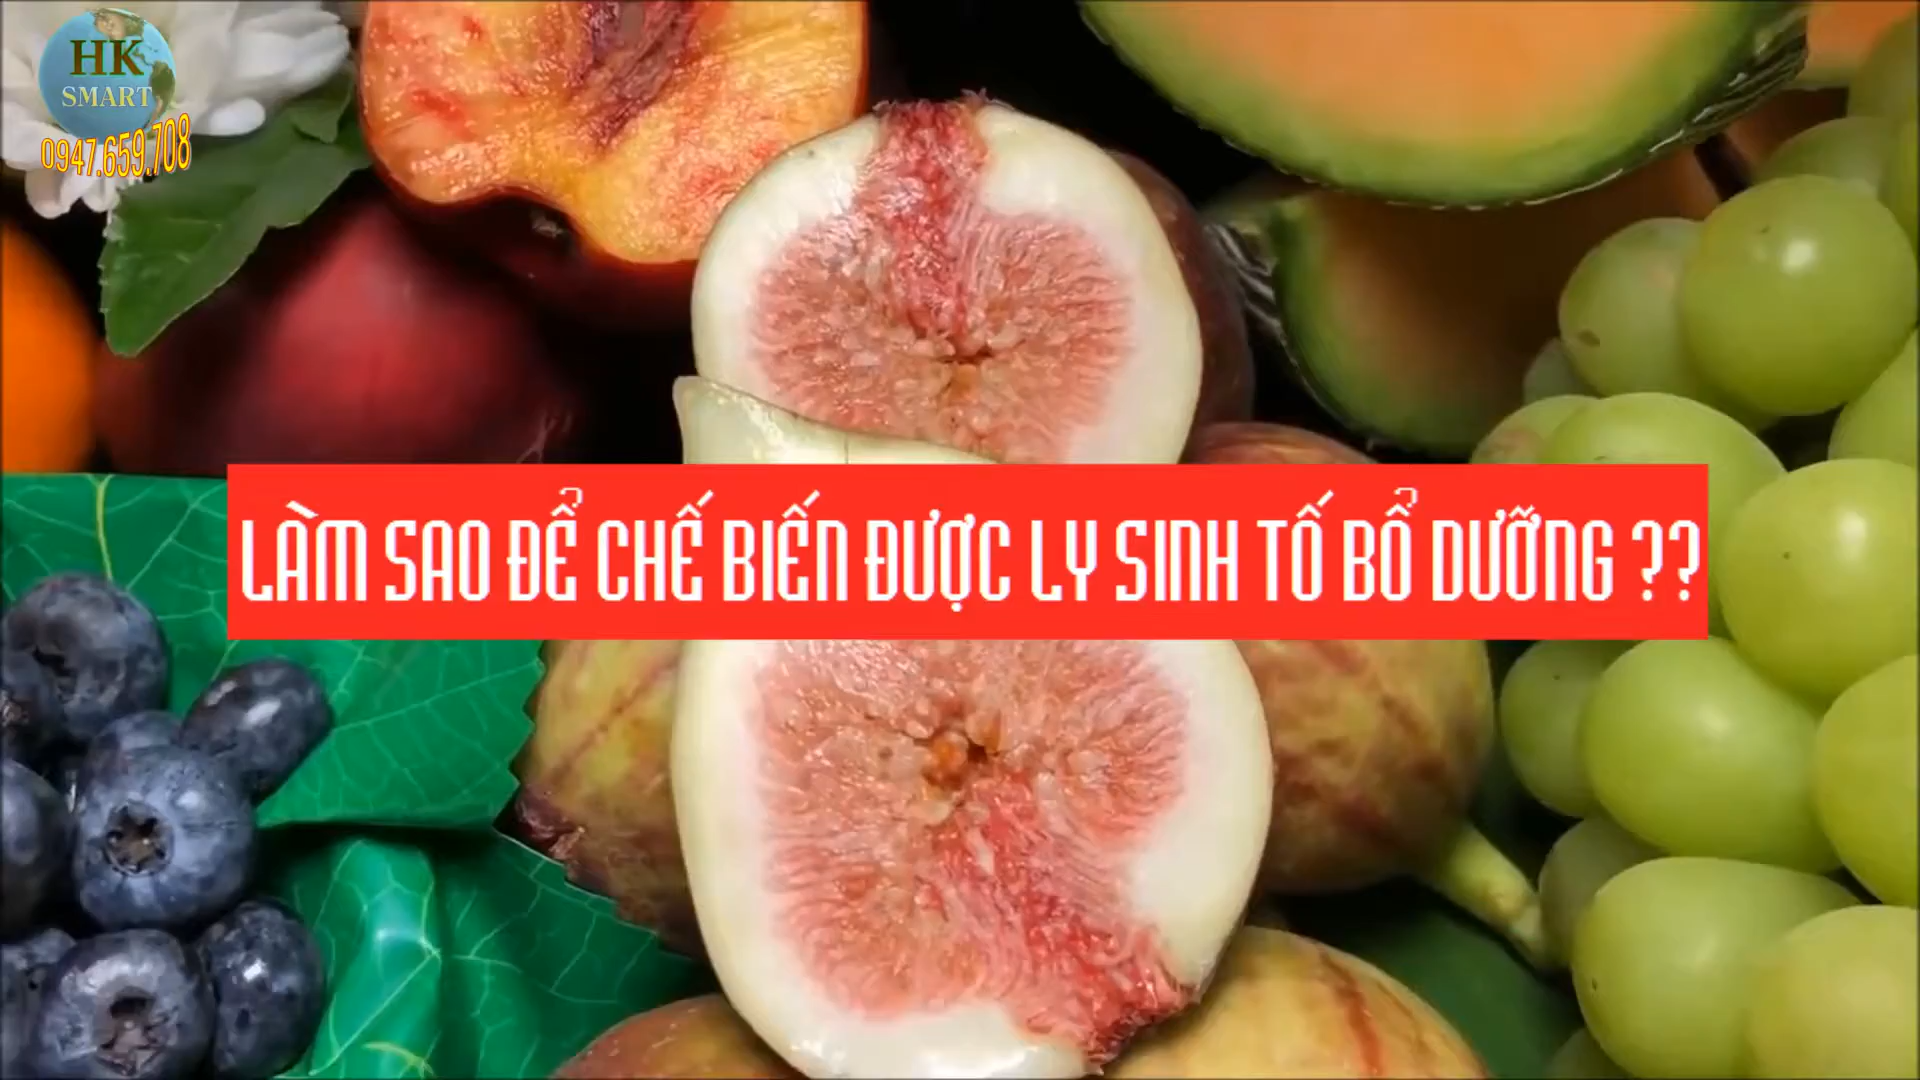 HK
SMART
0947.659.708
LÀM SAO ĐỂ CHẾ BIẾN ĐƯỢC LY SINH TỐ BỔ DƯỠNG ??